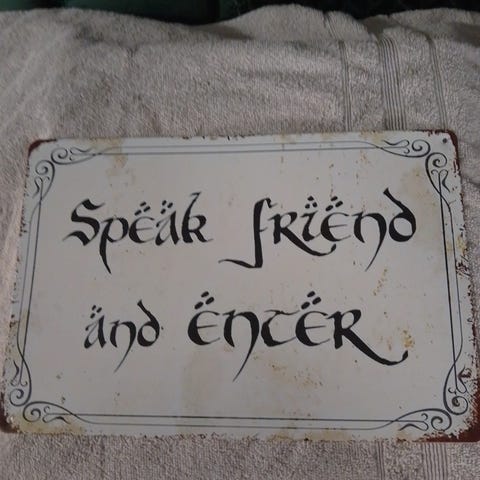 Speak friend
and ENTER